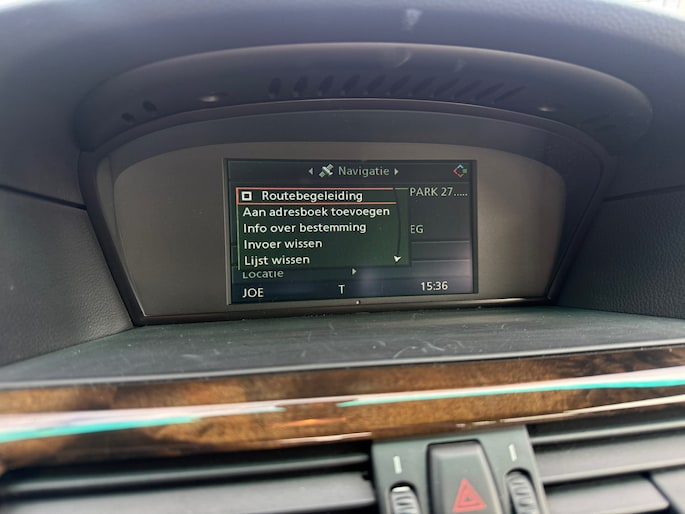 Navigatie
PARK 27.....
Routebegeleiding
Aan adresboek toevoegen
Info over bestemming
EG
Invoer wissen
Lijst wissen
Locatie
JOE T 15:36